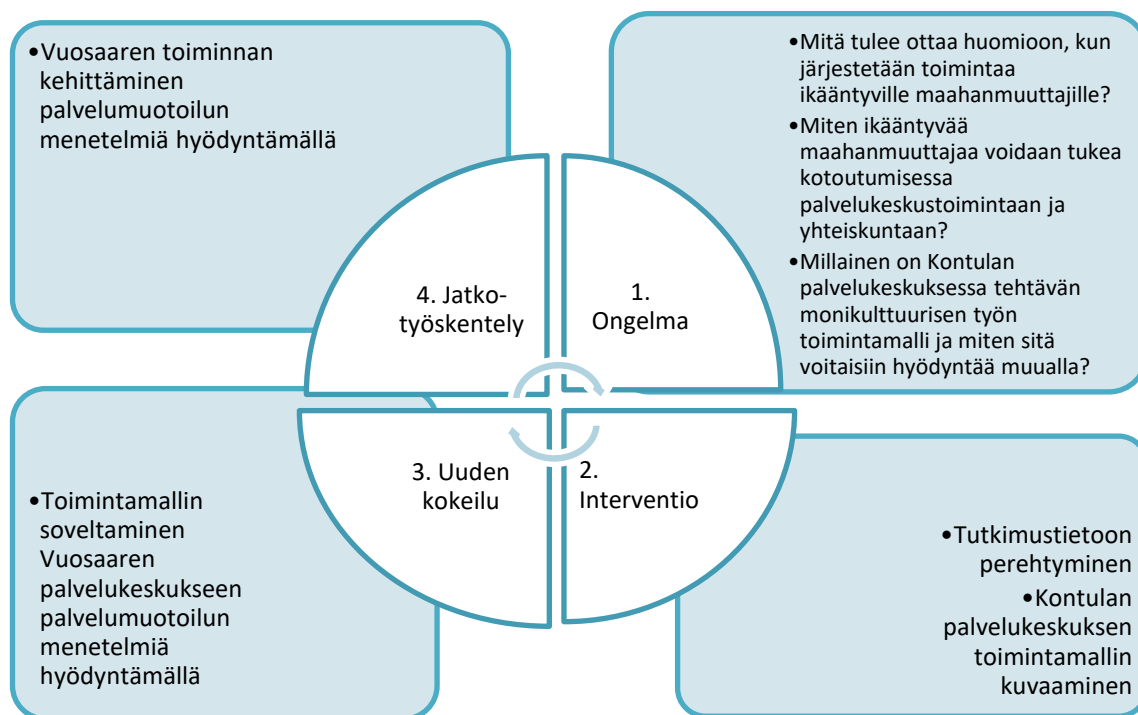 •Vuosaaren toiminnan
kehittäminen
palvelumuotoilun
menetelmiä hyödyntämällä
•Mitä tulee ottaa huomioon, kun
järjestetään toimintaa
ikääntyville maahanmuuttajille?
•Miten ikääntyvää
maahanmuuttajaa voidaan tukea
kotoutumisessa
palvelukeskustoimintaan ja
yhteiskuntaan?
•Millainen on Kontulan
palvelukeskuksessa tehtävän
monikulttuurisen työn
toimintamalli ja miten sitä
voitaisiin hyödyntää muualla?
4. Jatko-
työskentely
1.
Ongelma
3. Uuden
kokeilu
2.
Interventio
•Toimintamallin
soveltaminen
Vuosaaren
palvelukeskukseen
palvelumuotoilun
menetelmiä
hyödyntämällä
•Tutkimustietoon
perehtyminen
•Kontulan
palvelukeskuksen
toimintamallin
kuvaaminen